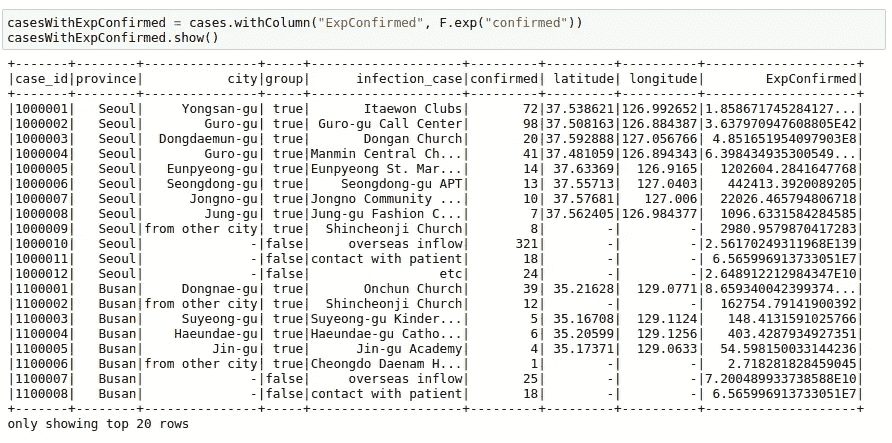 casesWithExpConfirmed = cases.withColumn("ExpConfirmed", F.exp("confirmed"))
casesWithExpConfirmed.show()
+-------+--------+---------------+-----+--------------------+---------+---------+----------+--------------------+
|case_id|province|           city|group|      infection_case|confirmed| latitude| longitude|        ExpConfirmed|
+-------+--------+---------------+-----+--------------------+---------+---------+----------+--------------------+
|1000001|   Seoul|     Yongsan-gu| true|       Itaewon Clubs|       72|37.538621|126.992652|1.858671745284127...|
|1000002|   Seoul|        Guro-gu| true| Guro-gu Call Center|       98|37.508163|126.884387|3.637970947608805E42|
|1000003|   Seoul|  Dongdaemun-gu| true|       Dongan Church|       20|37.592888|127.056766| 4.851651954097903E8|
|1000004|   Seoul|        Guro-gu| true|Manmin Central Ch...|       41|37.481059|126.894343|6.398434935300549...|
|1000005|   Seoul|   Eunpyeong-gu| true|Eunpyeong St. Mar...|       14| 37.63369|  126.9165|  1202604.2841647768|
|1000006|   Seoul|   Seongdong-gu| true|    Seongdong-gu APT|       13| 37.55713|  127.0403|   442413.3920089205|
|1000007|   Seoul|      Jongno-gu| true|Jongno Community ...|       10| 37.57681|   127.006|  22026.465794806718|
|1000008|   Seoul|        Jung-gu| true|Jung-gu Fashion C...|        7|37.562405|126.984377|  1096.6331584284585|
|1000009|   Seoul|from other city| true|  Shincheonji Church|        8|        -|         -|  2980.9579870417283|
|1000010|   Seoul|              -|false|     overseas inflow|      321|        -|         -|2.56170249311968E139|
|1000011|   Seoul|              -|false|contact with patient|       18|        -|         -| 6.565996913733051E7|
|1000012|   Seoul|              -|false|                 etc|       24|        -|         -|2.648912212984347E10|
|1100001|   Busan|    Dongnae-gu| true|       Onchun Church|       39| 35.21628|  129.0771|8.659340042399374...|
|1100002|   Busan|from other city| true|  Shincheonji Church|       12|        -|         -|  162754.79141900392|
|1100003|   Busan|     Suyeong-gu| true|Suyeong-gu Kinder...|        5| 35.16708|  129.1124|   148.4131591025766|
|1100004|   Busan|    Haeundae-gu| true|Haeundae-gu Catho...|        6| 35.20599|  129.1256|   403.4287934927351|
|1100005|   Busan|         Jin-gu| true|      Jin-gu Academy|        4| 35.17371|  129.0633|  54.598150033144236|
|1100006|   Busan|from other city| true|Cheongdo Daenam H...|        1|        -|         -|   2.718281828459045|
|1100007|   Busan|              -|false|     overseas inflow|       25|        -|         -|7.200489933738588E10|
|1100008|   Busan|              -|false|contact with patient|       18|        -|         -| 6.565996913733051E7|
+-------+--------+---------------+-----+--------------------+---------+---------+----------+--------------------+
only showing top 20 rows